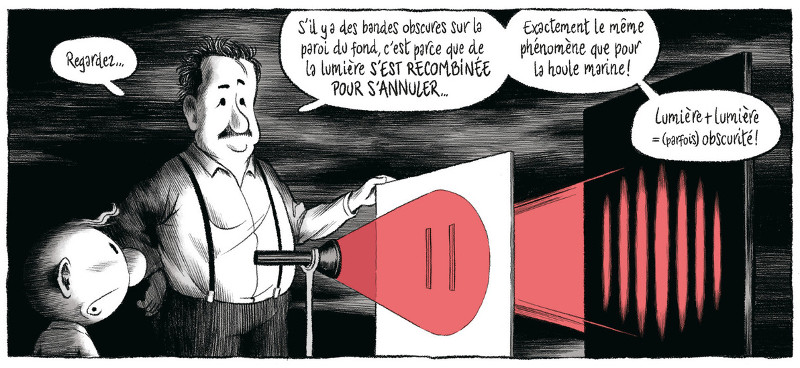 Regardez...
S'il y a des bandes obscures sur la
paroi du fond, c'est parce que de
la lumière S'EST RECOMBINÉE
POUR S'ANNULER...
Exactement le même
phénomène que pour
la houle marine !
Lumière + lumière
= (parfois) obscurité !